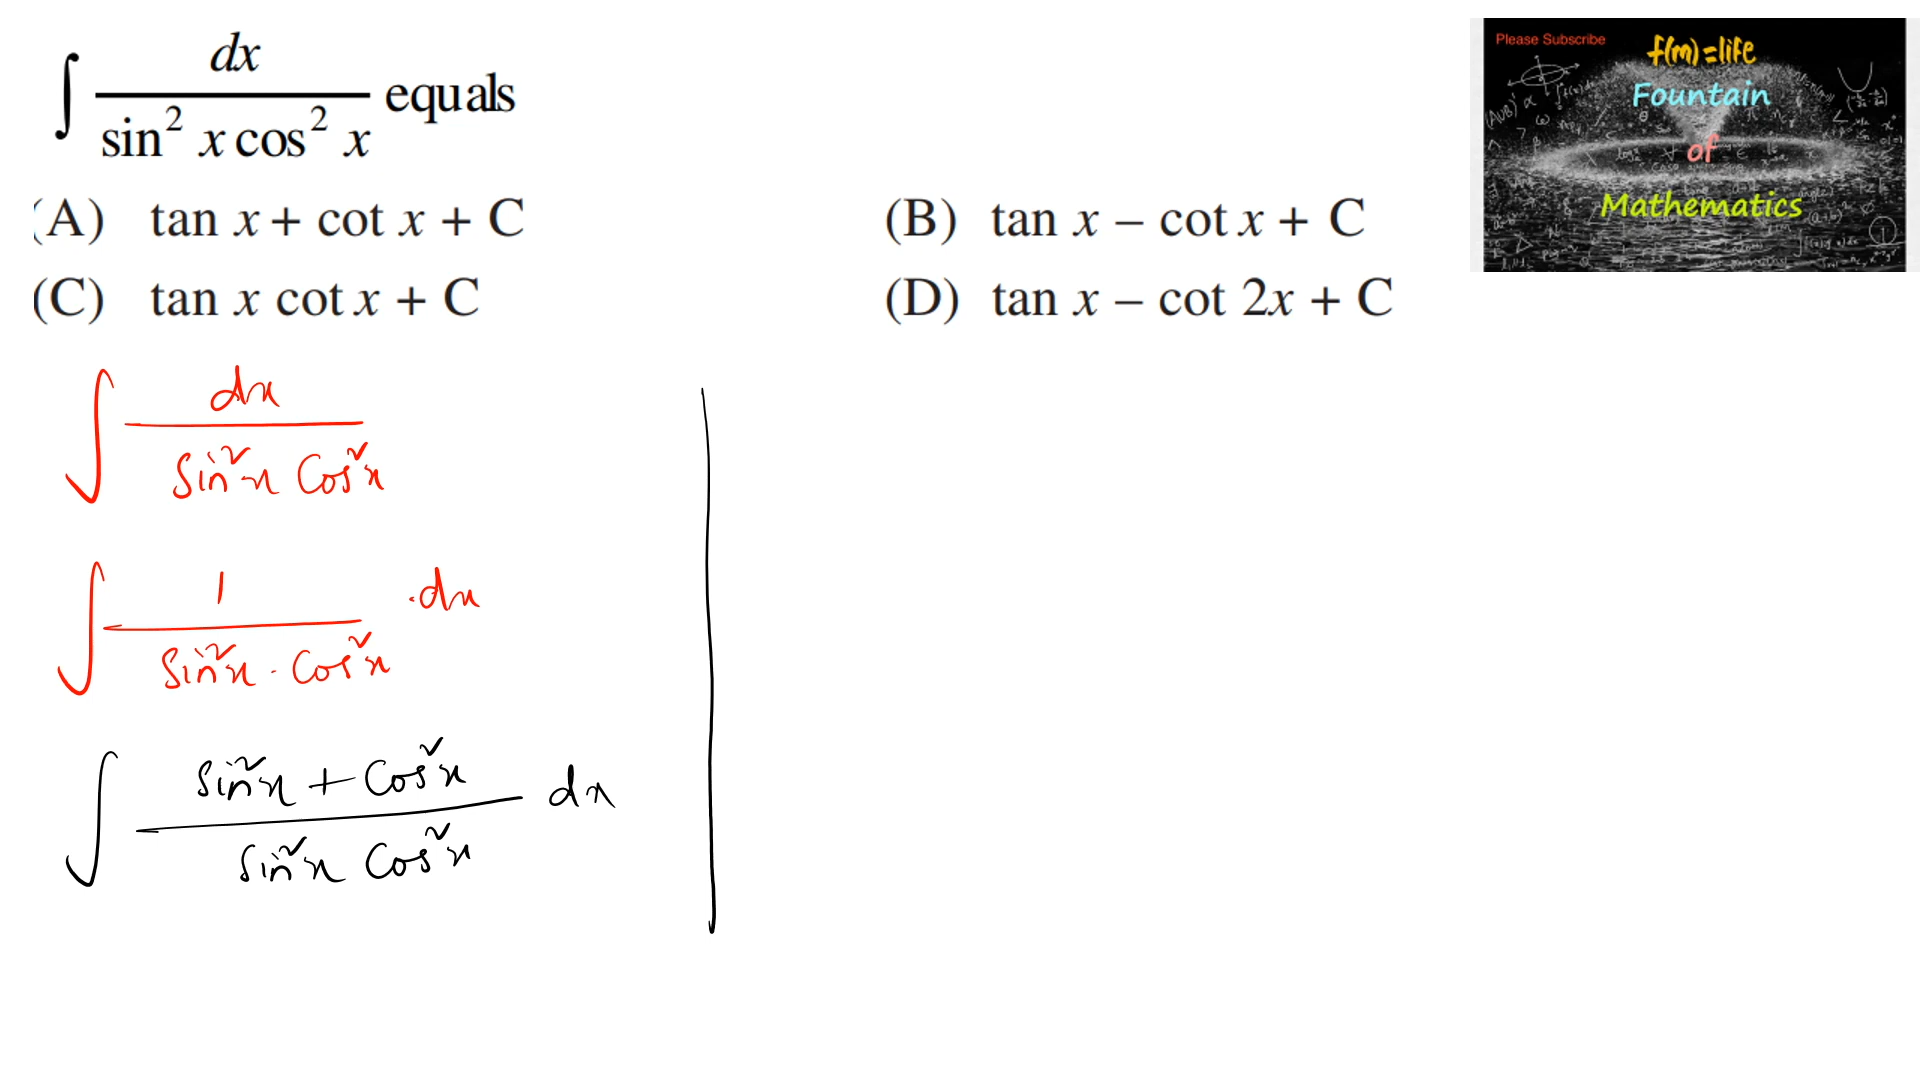 ∫ dx / (sin² x cos² x) equals
(A) tan x + cot x + C
(B) tan x – cot x + C
(C) tan x cot x + C
(D) tan x – cot 2x + C
Please Subscribe
f(m)=life
Fountain
of
Mathematics
∫ dx / (Sin²x Cos²x)
∫ 1 / (Sin²x · Cos²x) · dx
∫ (Sin²x + Cos²x) / (Sin²x Cos²x) dx